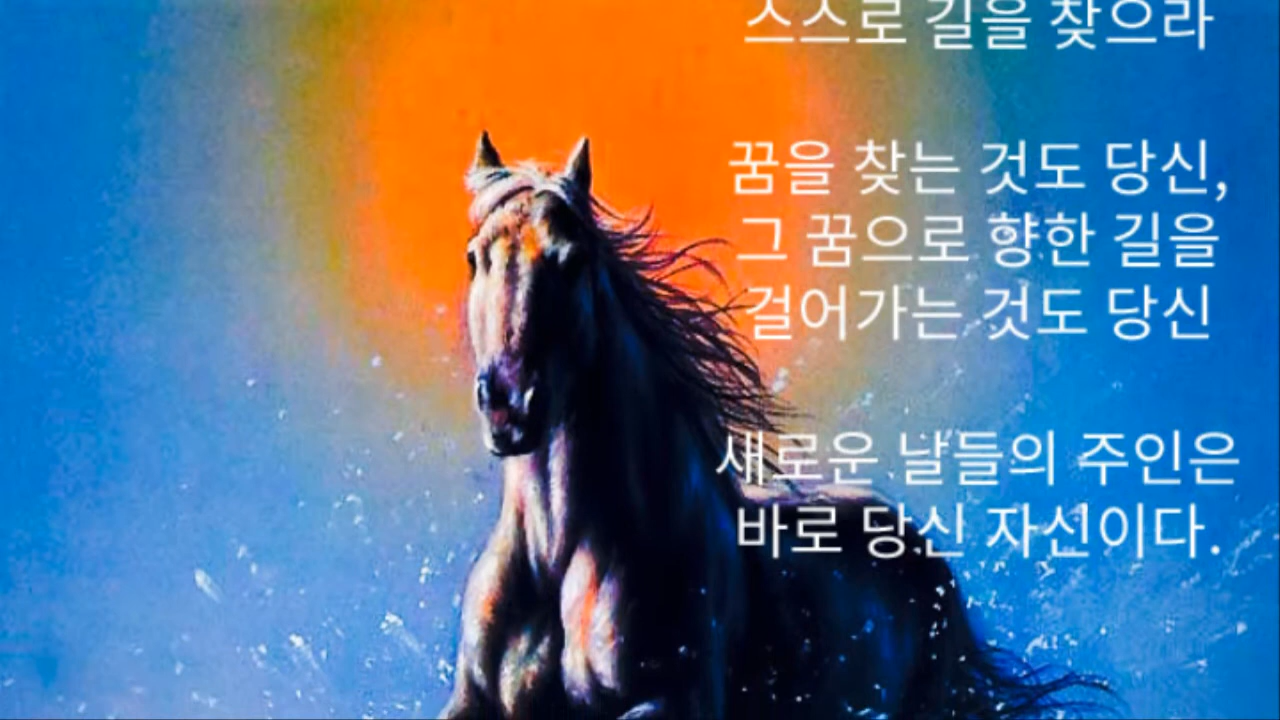 스스로 길을 찾으라
꿈을 찾는 것도 당신,
그 꿈으로 향한 길을
걸어가는 것도 당신
새로운 날들의 주인은
바로 당신 자신이다.